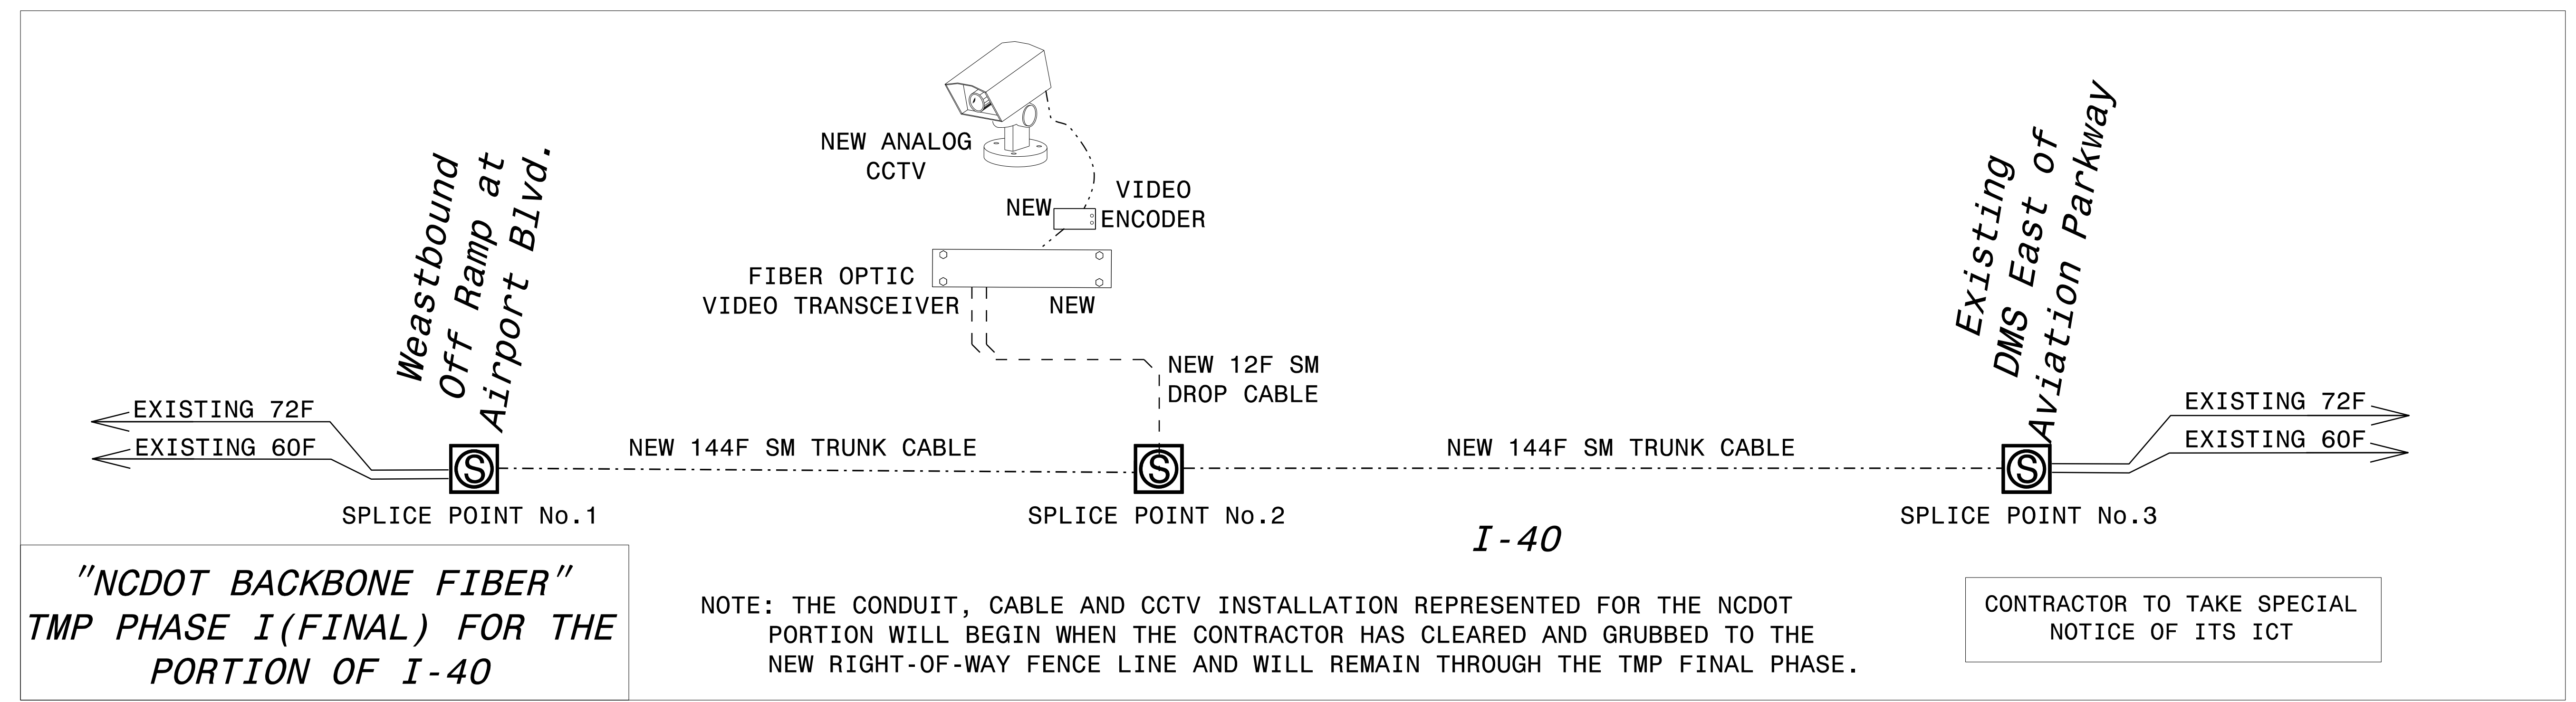 NEW ANALOG
CCTV
NEW
VIDEO
ENCODER
FIBER OPTIC
VIDEO TRANSCEIVER
NEW
NEW 12F SM
DROP CABLE
Weastbound
Off Ramp at
Airport Blvd.
Existing
DMS East of
Aviation Parkway
EXISTING 72F
EXISTING 60F
S
NEW 144F SM TRUNK CABLE
S
NEW 144F SM TRUNK CABLE
S
EXISTING 72F
EXISTING 60F
SPLICE POINT No.1
SPLICE POINT No.2
SPLICE POINT No.3
I-40
"NCDOT BACKBONE FIBER"
TMP PHASE I(FINAL) FOR THE
PORTION OF I-40
NOTE: THE CONDUIT, CABLE AND CCTV INSTALLATION REPRESENTED FOR THE NCDOT
PORTION WILL BEGIN WHEN THE CONTRACTOR HAS CLEARED AND GRUBBED TO THE
NEW RIGHT-OF-WAY FENCE LINE AND WILL REMAIN THROUGH THE TMP FINAL PHASE.
CONTRACTOR TO TAKE SPECIAL
NOTICE OF ITS ICT